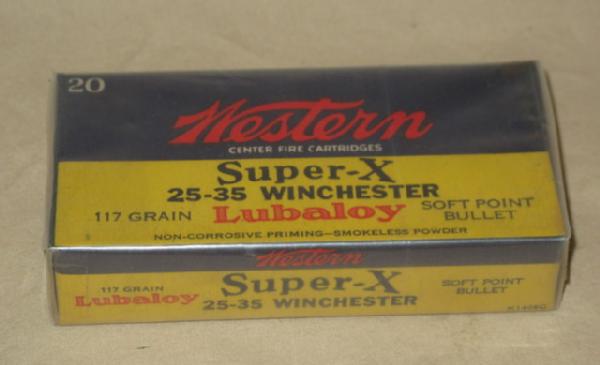 20
Western
CENTER FIRE CARTRIDGES
Super-X
25-35 WINCHESTER
117 GRAIN Lubaloy SOFT POINT BULLET
NON-CORROSIVE PRIMING—SMOKELESS POWDER
Western
117 GRAIN Super-X SOFT POINT BULLET
Lubaloy 25-35 WINCHESTER